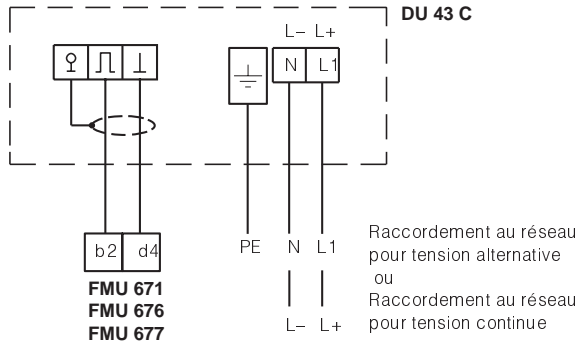 DU 43 C
L– L+
N L1
b2 d4
FMU 671
FMU 676
FMU 677
PE N L1
L– L+
Raccordement au réseau
pour tension alternative
ou
Raccordement au réseau
pour tension continue